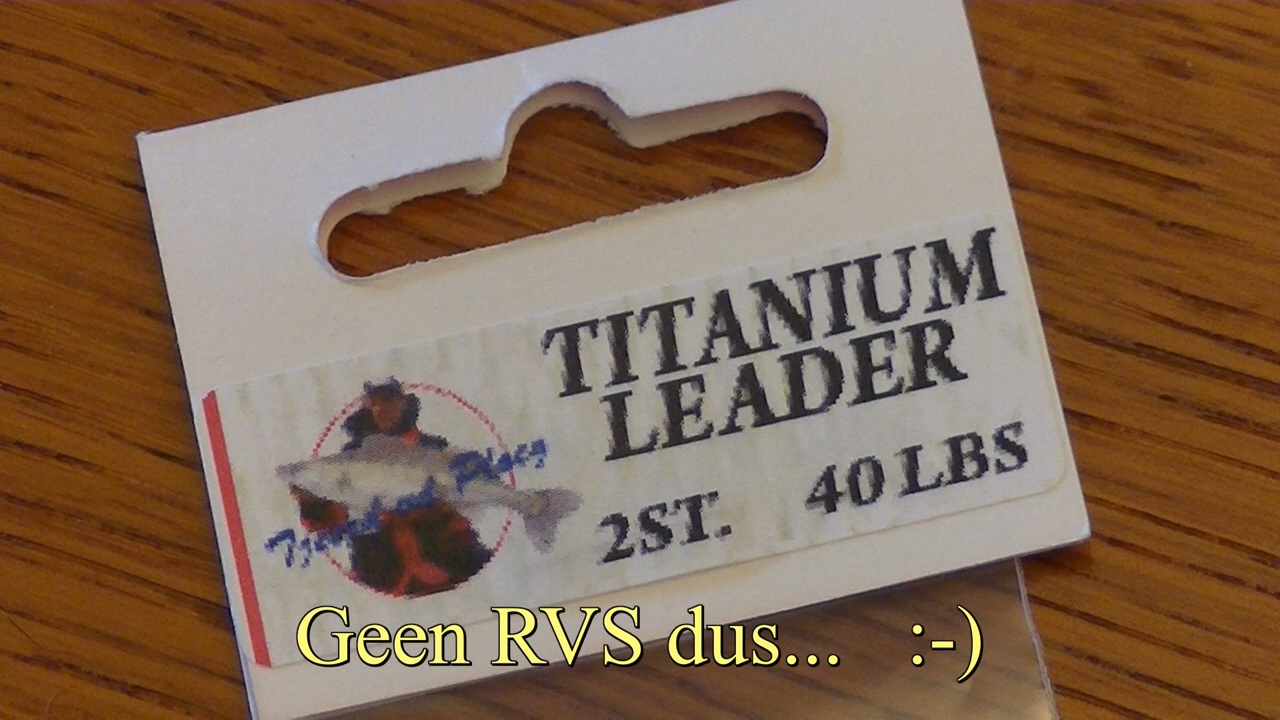 TITANIUM
LEADER
2ST. 40 LBS
Geen RVS dus... :-)